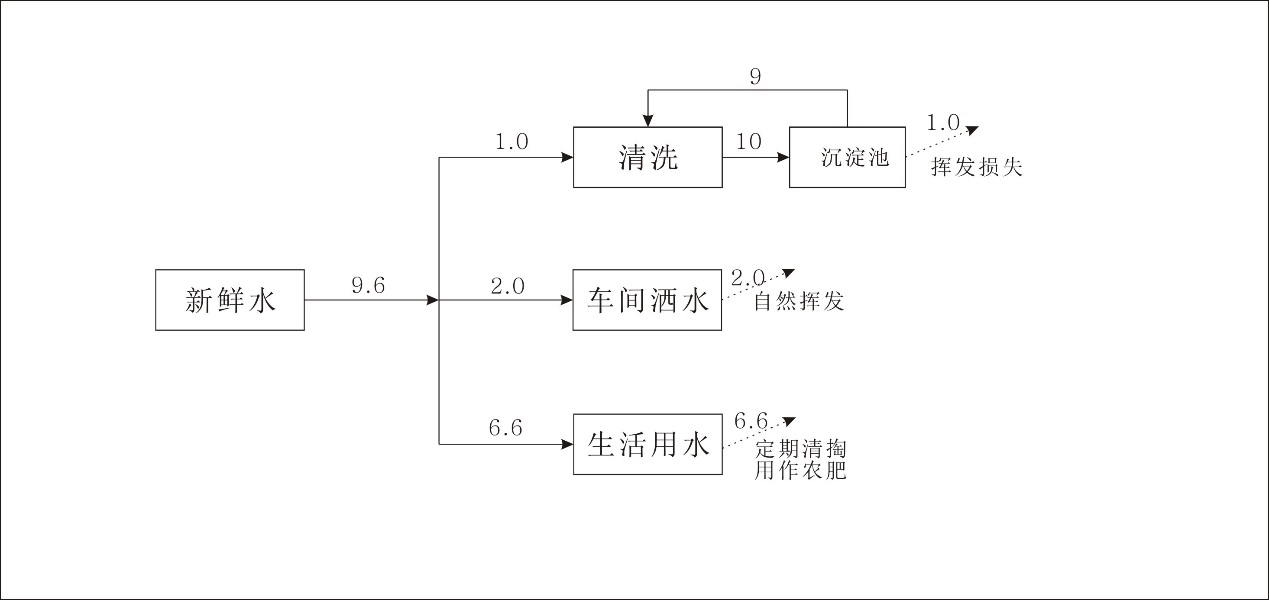 9
1.0
清洗
10
沉淀池
1.0
挥发损失
新鲜水
9.6
2.0
车间洒水
2.0
自然挥发
6.6
生活用水
6.6
定期清掏
用作农肥